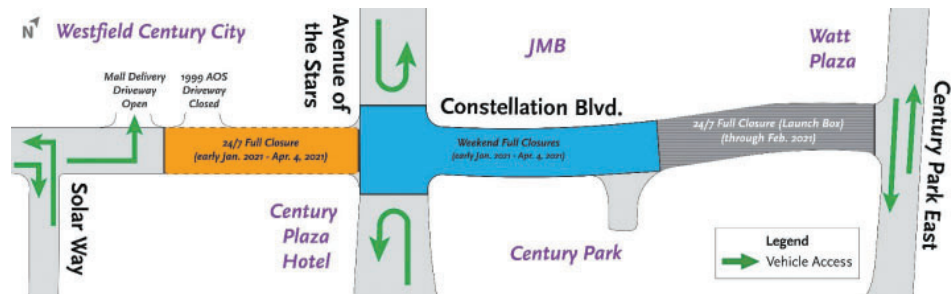 N
Westfield Century City
Avenue of
the Stars
JMB
Watt
Plaza
Mall Delivery
Driveway
Open
1999 AOS
Driveway
Closed
Constellation Blvd.
24/7 Full Closure
(early Jan. 2021 - Apr. 4, 2021)
Weekend Full Closures
(early Jan. 2021 - Apr. 4, 2021)
24/7 Full Closure (Launch Box)
(through Feb. 2021)
Century Park East
Solar Way
Century
Plaza
Hotel
Century Park
Legend
Vehicle Access